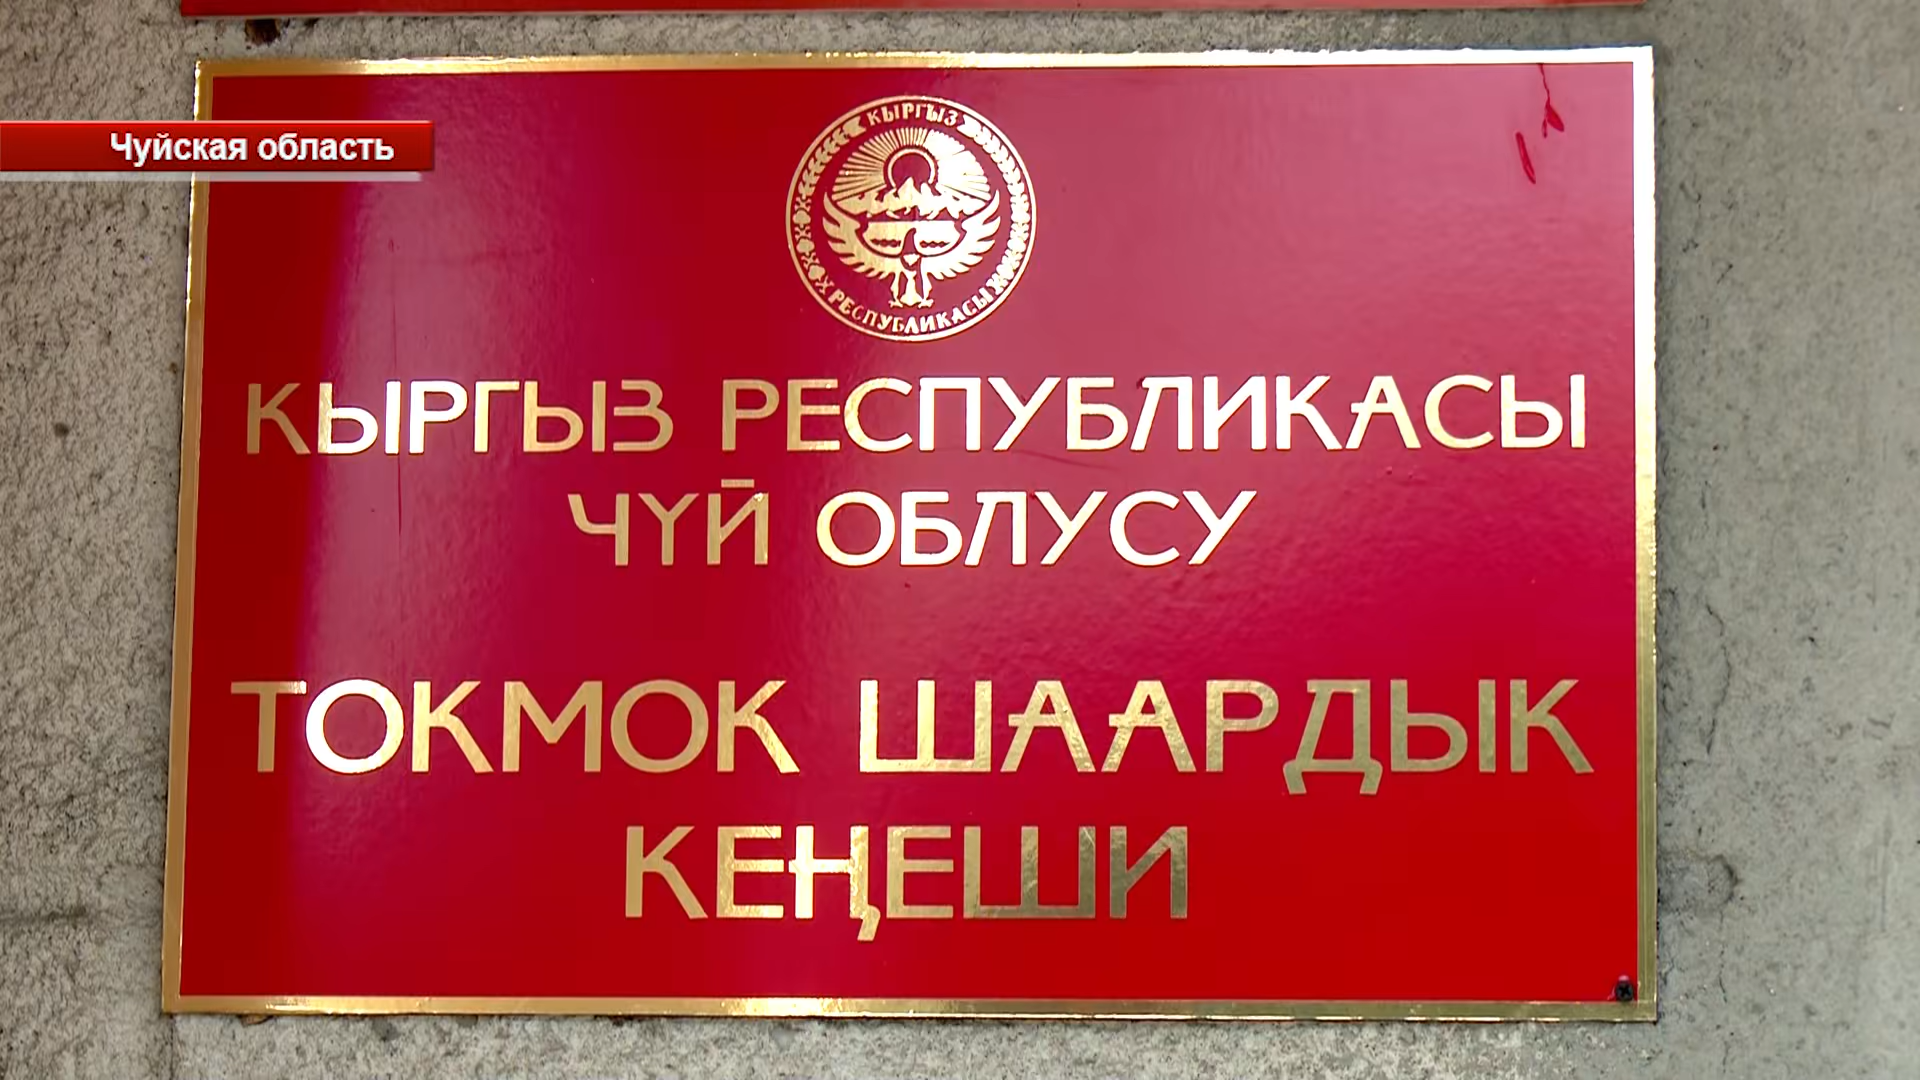 Чуйская область
КЫРГЫЗ
РЕСПУБЛИКАСЫ
КЫРГЫЗ РЕСПУБЛИКАСЫ
ЧҮЙ ОБЛУСУ
ТОКМОК ШААРДЫК
КЕҢЕШИ